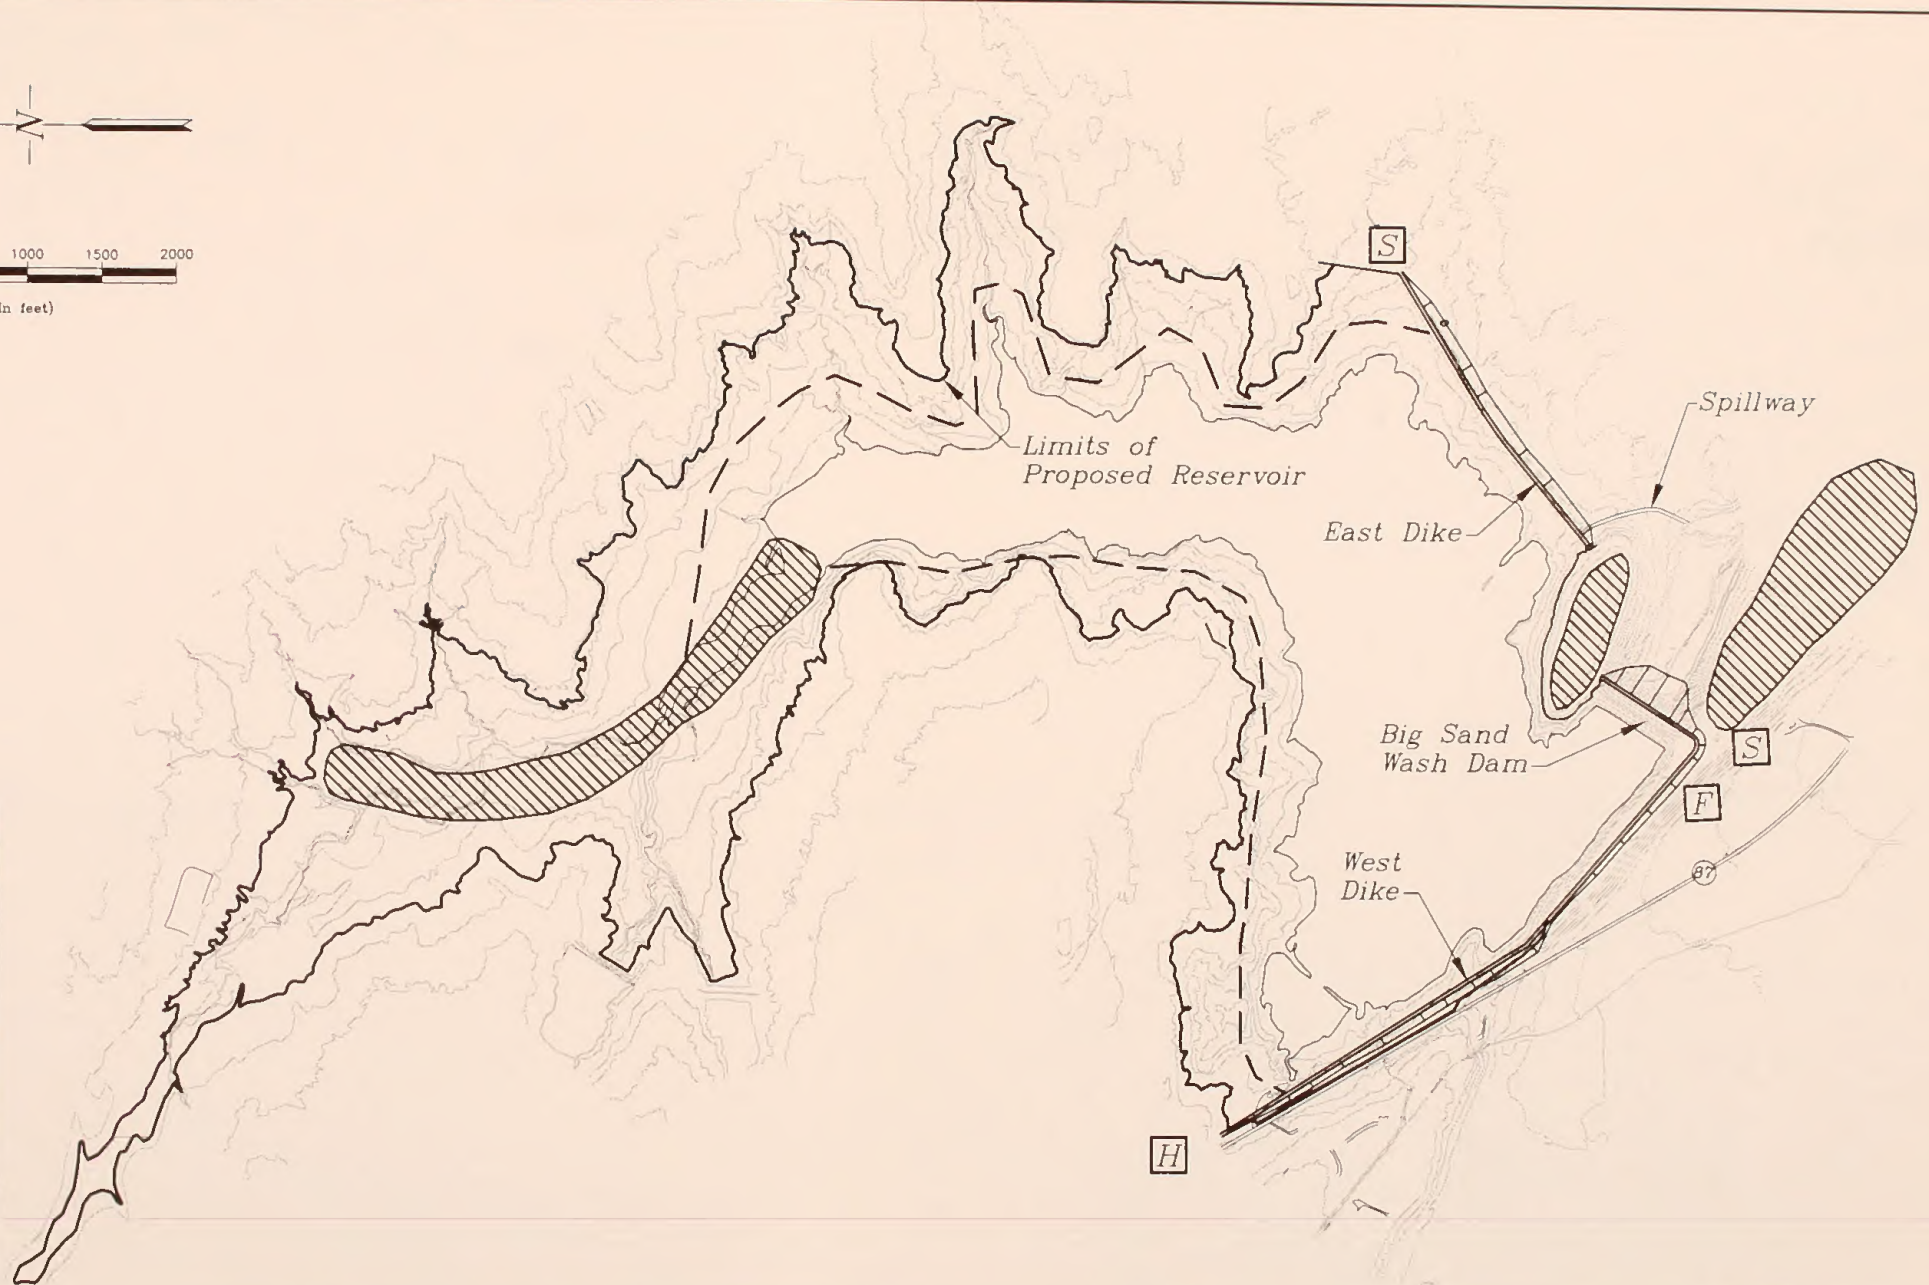 N
1000 1500 2000
In feet)
S
Spillway
Limits of
Proposed Reservoir
East Dike
Big Sand
Wash Dam
S
F
West
Dike
87
H